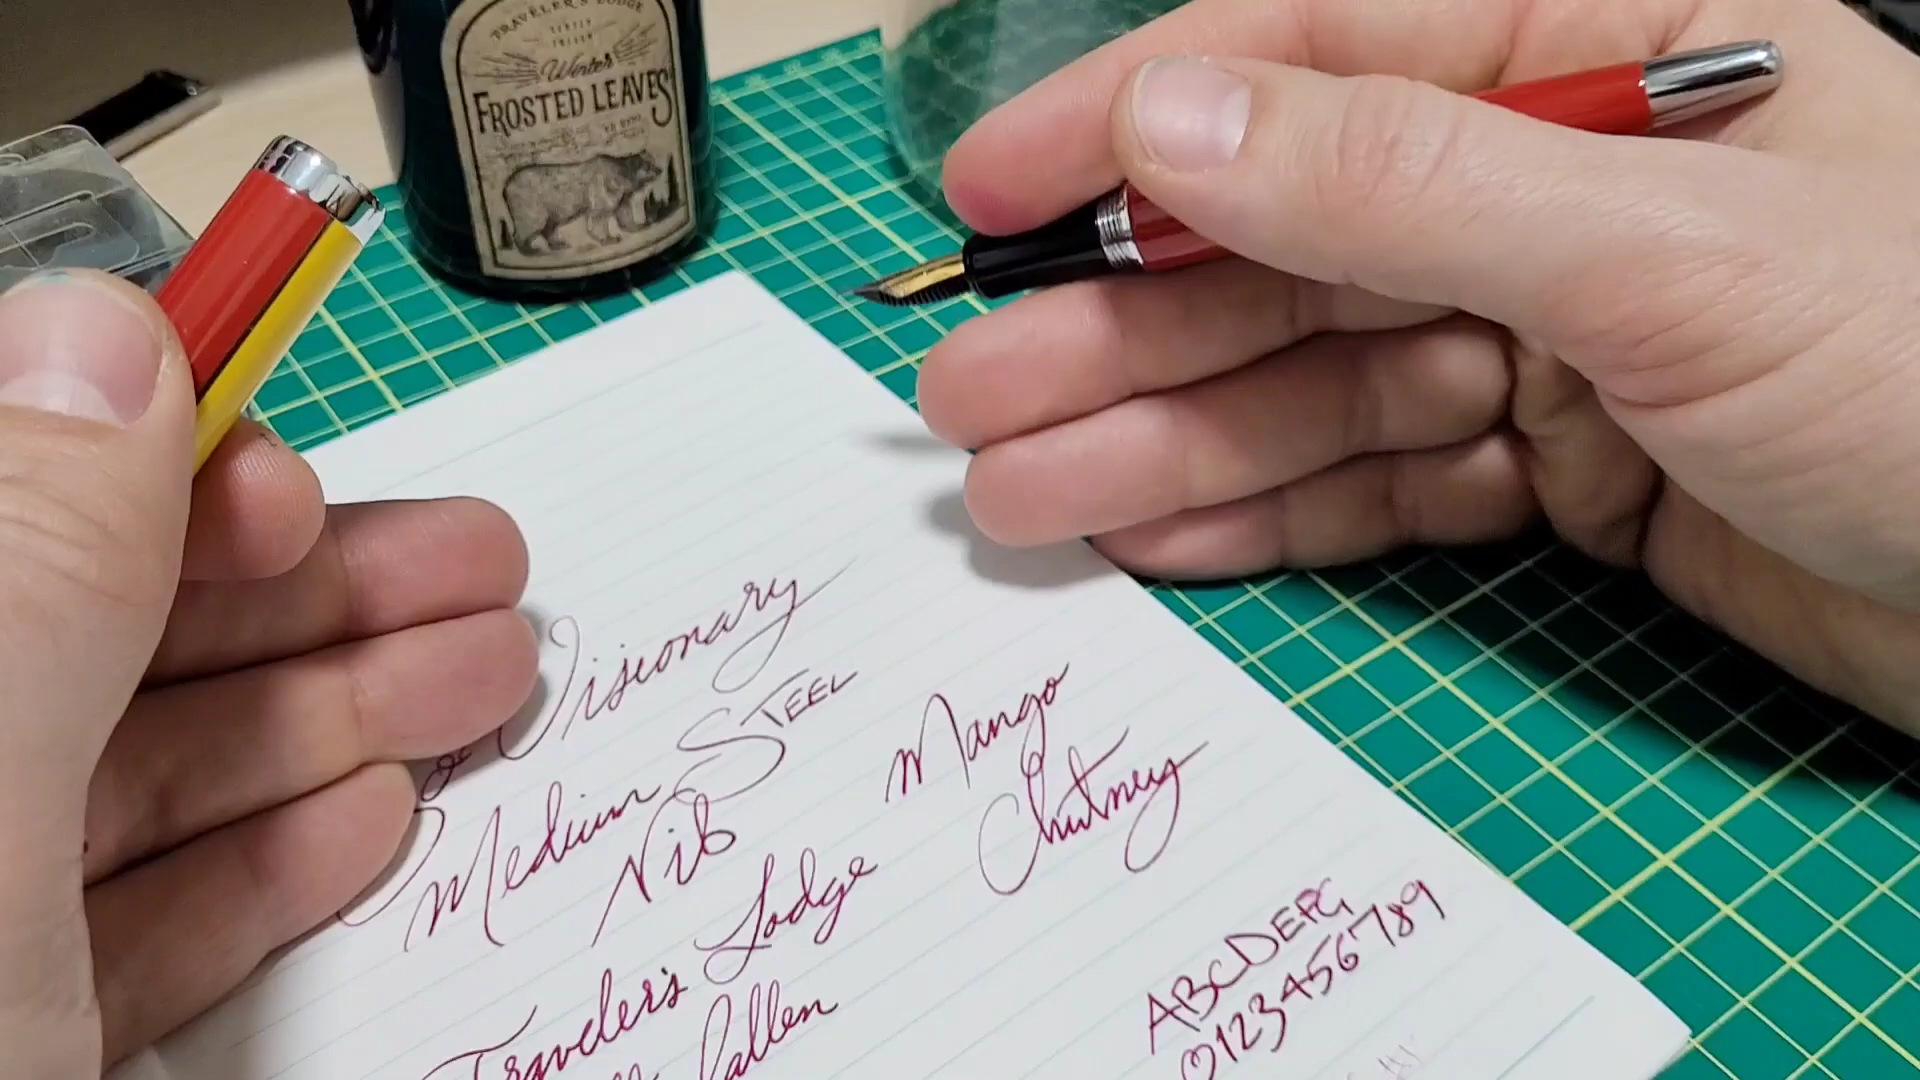 TRAVELER'S LODGE
Winter
FROSTED LEAVES
Visionary
Medium STEEL
Nib
Mango
Chutney
Traveler's Lodge
Fallen
ABCDEFG
0123456789